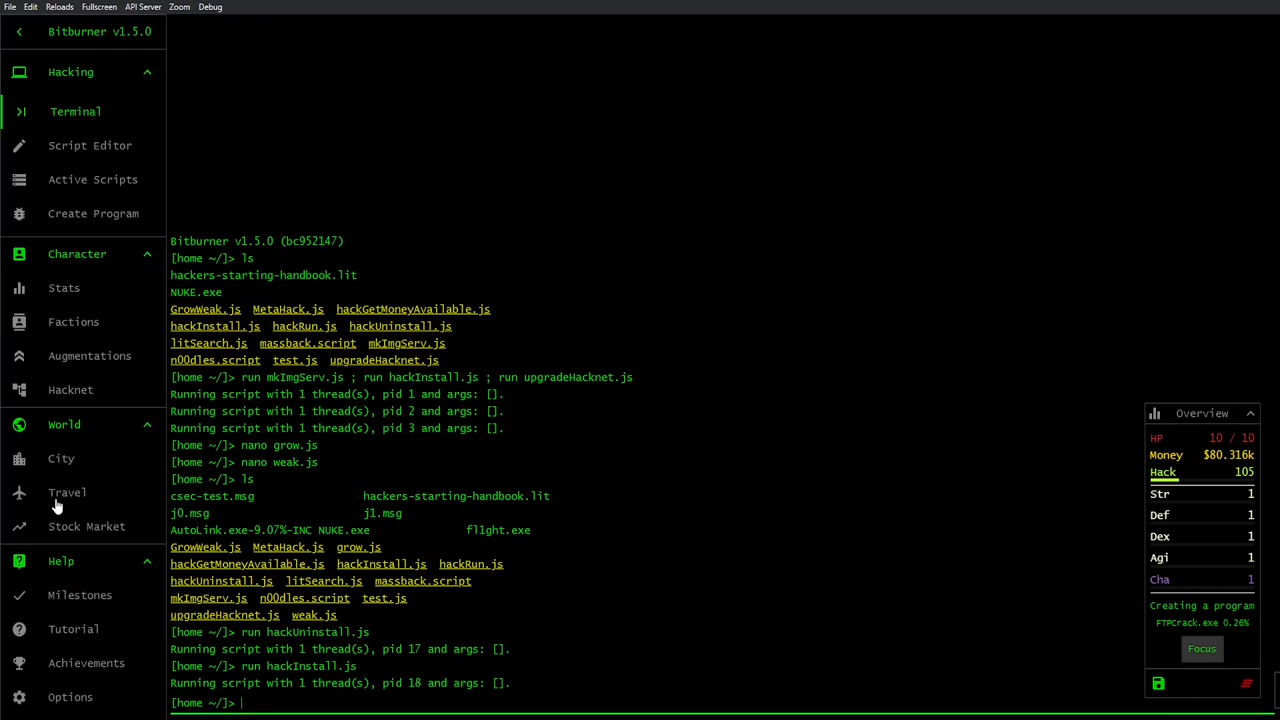 File Edit Reloads Fullscreen API Server Zoom Debug
Bitburner v1.5.0
Hacking
Terminal
Script Editor
Active Scripts
Create Program
Character
Stats
Factions
Augmentations
Hacknet
World
City
Travel
Stock Market
Help
Milestones
Tutorial
Achievements
Options
Bitburner v1.5.0 (bc952147)
[home ~/]> ls
hackers-starting-handbook.lit
NUKE.exe
GrowWeak.js MetaHack.js hackGetMoneyAvailable.js
hackInstall.js hackRun.js hackUninstall.js
litSearch.js massback.script mkImgServ.js
n00dles.script test.js upgradeHacknet.js
[home ~/]> run mkImgServ.js ; run hackInstall.js ; run upgradeHacknet.js
Running script with 1 thread(s), pid 1 and args: [].
Running script with 1 thread(s), pid 2 and args: [].
Running script with 1 thread(s), pid 3 and args: [].
[home ~/]> nano grow.js
[home ~/]> nano weak.js
[home ~/]> ls
csec-test.msg hackers-starting-handbook.lit
j0.msg j1.msg
AutoLink.exe-9.07%-INC NUKE.exe fl1ght.exe
GrowWeak.js MetaHack.js grow.js
hackGetMoneyAvailable.js hackInstall.js hackRun.js
hackUninstall.js litSearch.js massback.script
mkImgServ.js n00dles.script test.js
upgradeHacknet.js weak.js
[home ~/]> run hackUninstall.js
Running script with 1 thread(s), pid 17 and args: [].
[home ~/]> run hackInstall.js
Running script with 1 thread(s), pid 18 and args: [].
[home ~/]>
Overview
HP 10 / 10
Money $80.316k
Hack 105
Str 1
Def 1
Dex 1
Agi 1
Cha 1
Creating a program
FTPCrack.exe 0.26%
Focus